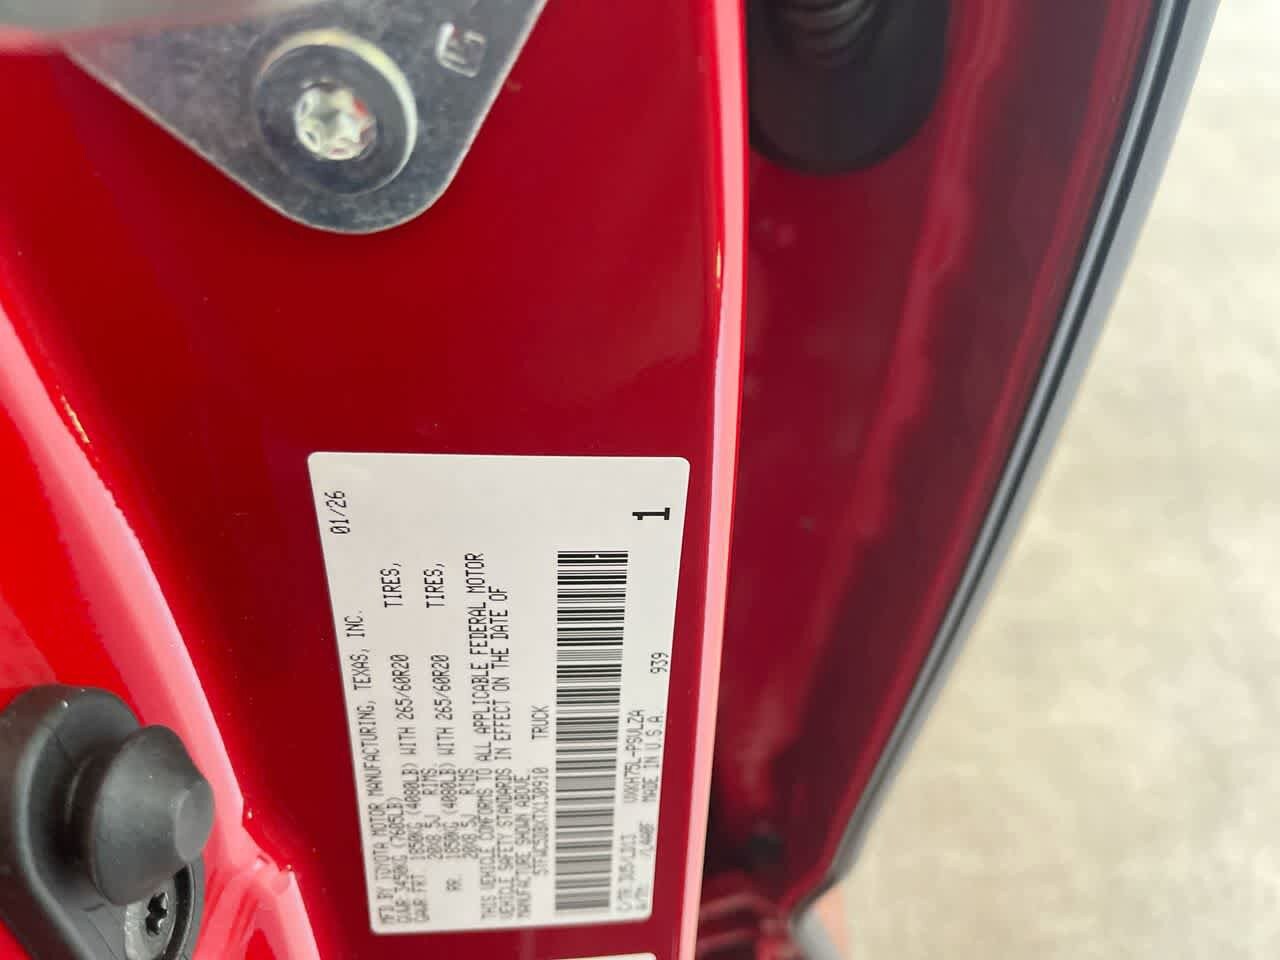 MFD BY TOYOTA MOTOR MANUFACTURING, TEXAS, INC. 01/26
GVWR 3450KG (7605LB)
GAWR FRT 1850KG (4080LB) WITH 265/60R20 TIRES,
20X8.5J RIMS
RR. 1850KG (4080LB) WITH 265/60R20 TIRES,
20X8.5J RIMS
THIS VEHICLE CONFORMS TO ALL APPLICABLE FEDERAL MOTOR
VEHICLE SAFETY STANDARDS IN EFFECT ON THE DATE OF
MANUFACTURE SHOWN ABOVE.
TRUCK
C/TR 3U5/LD13 939
MADE IN U.S.A.
1